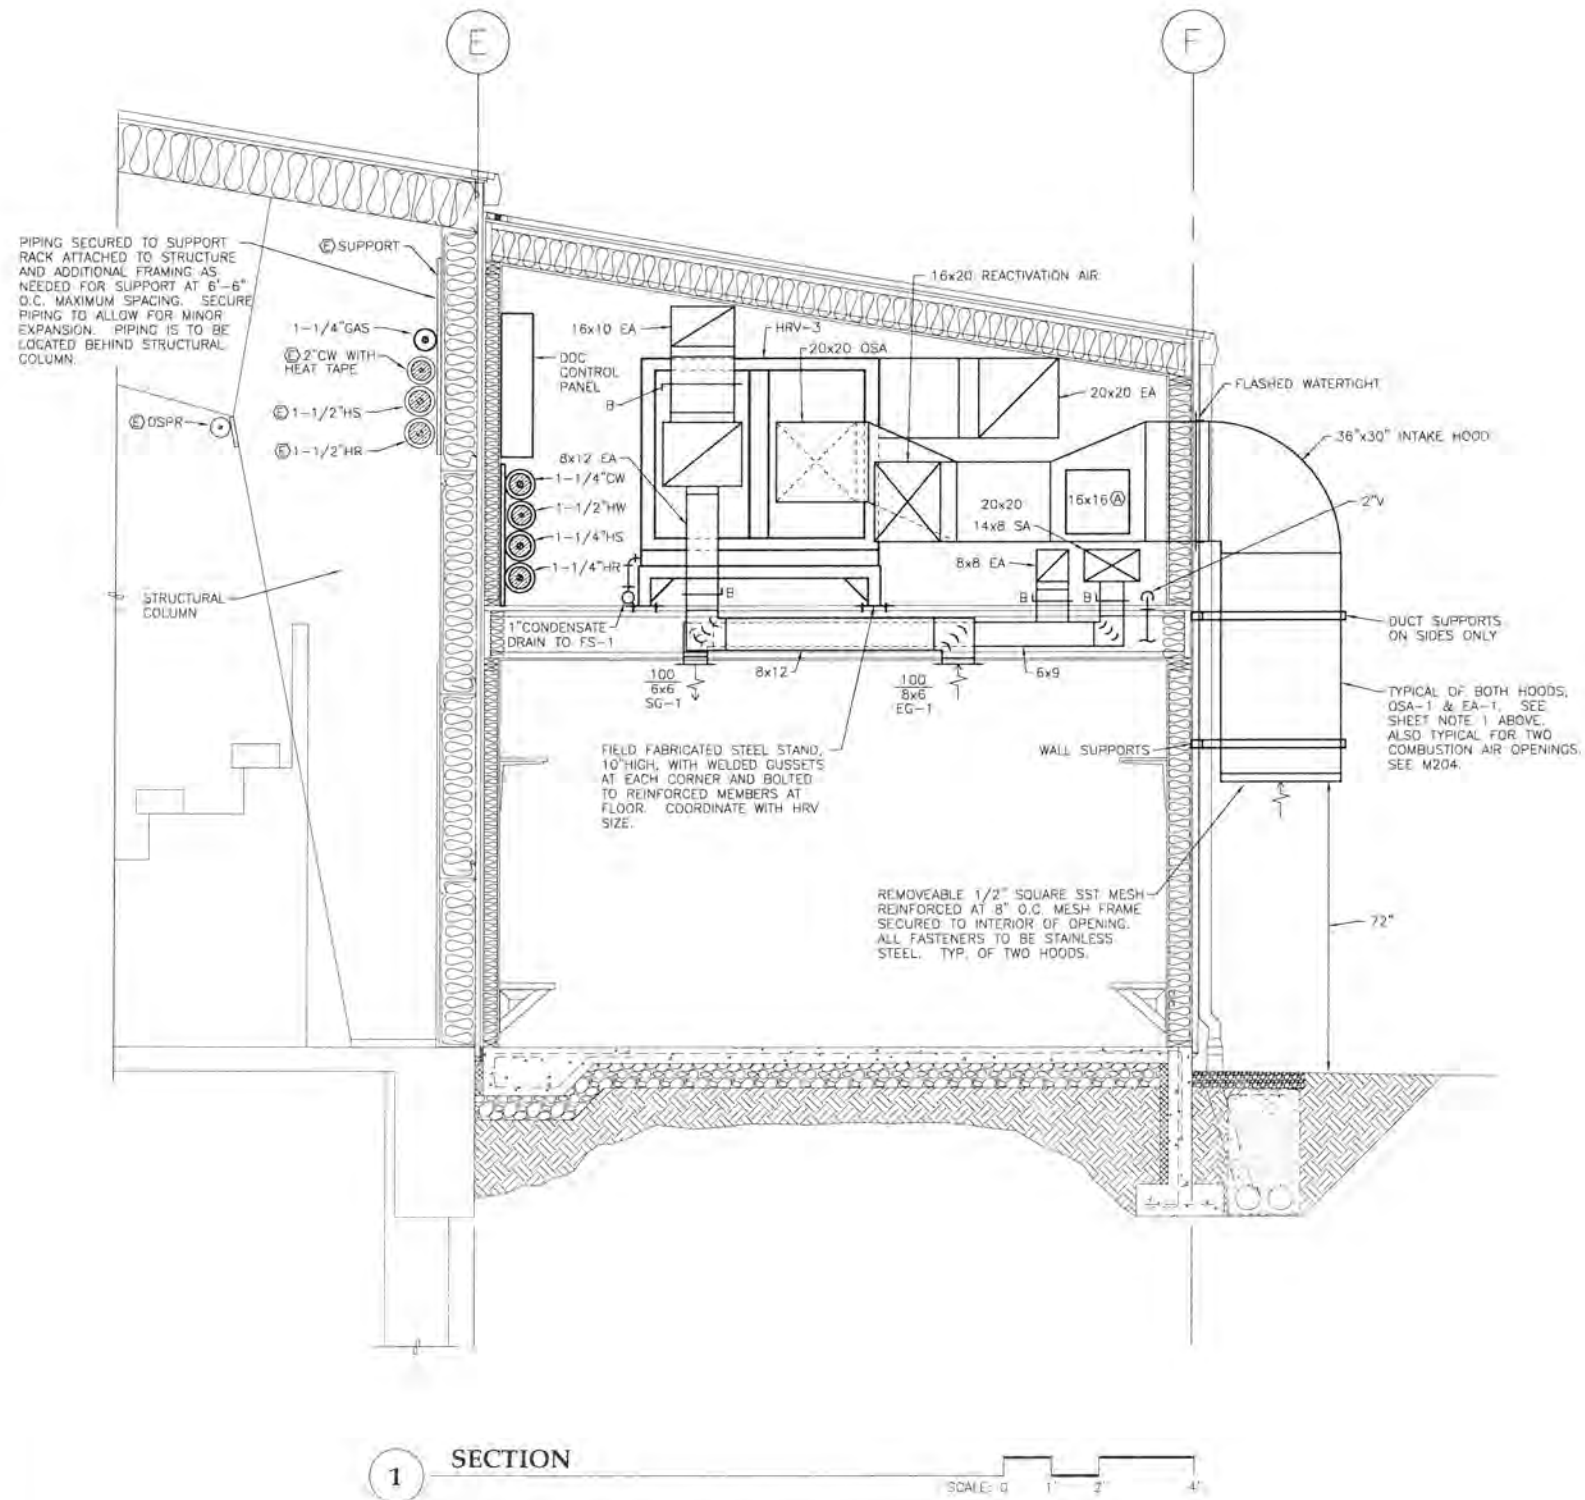 E
F
PIPING SECURED TO SUPPORT
RACK ATTACHED TO STRUCTURE
AND ADDITIONAL FRAMING AS
NEEDED FOR SUPPORT AT 6'-6"
O.C. MAXIMUM SPACING. SECURE
PIPING TO ALLOW FOR MINOR
EXPANSION. PIPING IS TO BE
LOCATED BEHIND STRUCTURAL
COLUMN.
(E) SUPPORT
1-1/4"GAS
(E) 2"CW WITH
HEAT TAPE
(E) 1-1/2"HS
(E) 1-1/2"HR
(E) DSPR
STRUCTURAL
COLUMN
16x10 EA
DDC
CONTROL
PANEL
B
8x12 EA
1-1/4"CW
1-1/2"HW
1-1/4"HS
1-1/4"HR
1"CONDENSATE
DRAIN TO FS-1
HRV-3
20x20 OSA
16x20 REACTIVATION AIR
20x20 EA
20x20
16x16 (A)
14x8 SA
8x8 EA
B
B
B
100
6x6
SG-1
8x12
100
8x6
EG-1
6x9
FLASHED WATERTIGHT
36"x30" INTAKE HOOD
2"V
DUCT SUPPORTS
ON SIDES ONLY
TYPICAL OF BOTH HOODS,
OSA-1 & EA-1. SEE
SHEET NOTE 1 ABOVE.
ALSO TYPICAL FOR TWO
COMBUSTION AIR OPENINGS.
SEE M204.
WALL SUPPORTS
FIELD FABRICATED STEEL STAND,
10"HIGH, WITH WELDED GUSSETS
AT EACH CORNER AND BOLTED
TO REINFORCED MEMBERS AT
FLOOR. COORDINATE WITH HRV
SIZE.
REMOVEABLE 1/2" SQUARE SST MESH
REINFORCED AT 8" O.C. MESH FRAME
SECURED TO INTERIOR OF OPENING.
ALL FASTENERS TO BE STAINLESS
STEEL. TYP. OF TWO HOODS.
72"
1
SECTION
SCALE: 0 1' 2' 4'